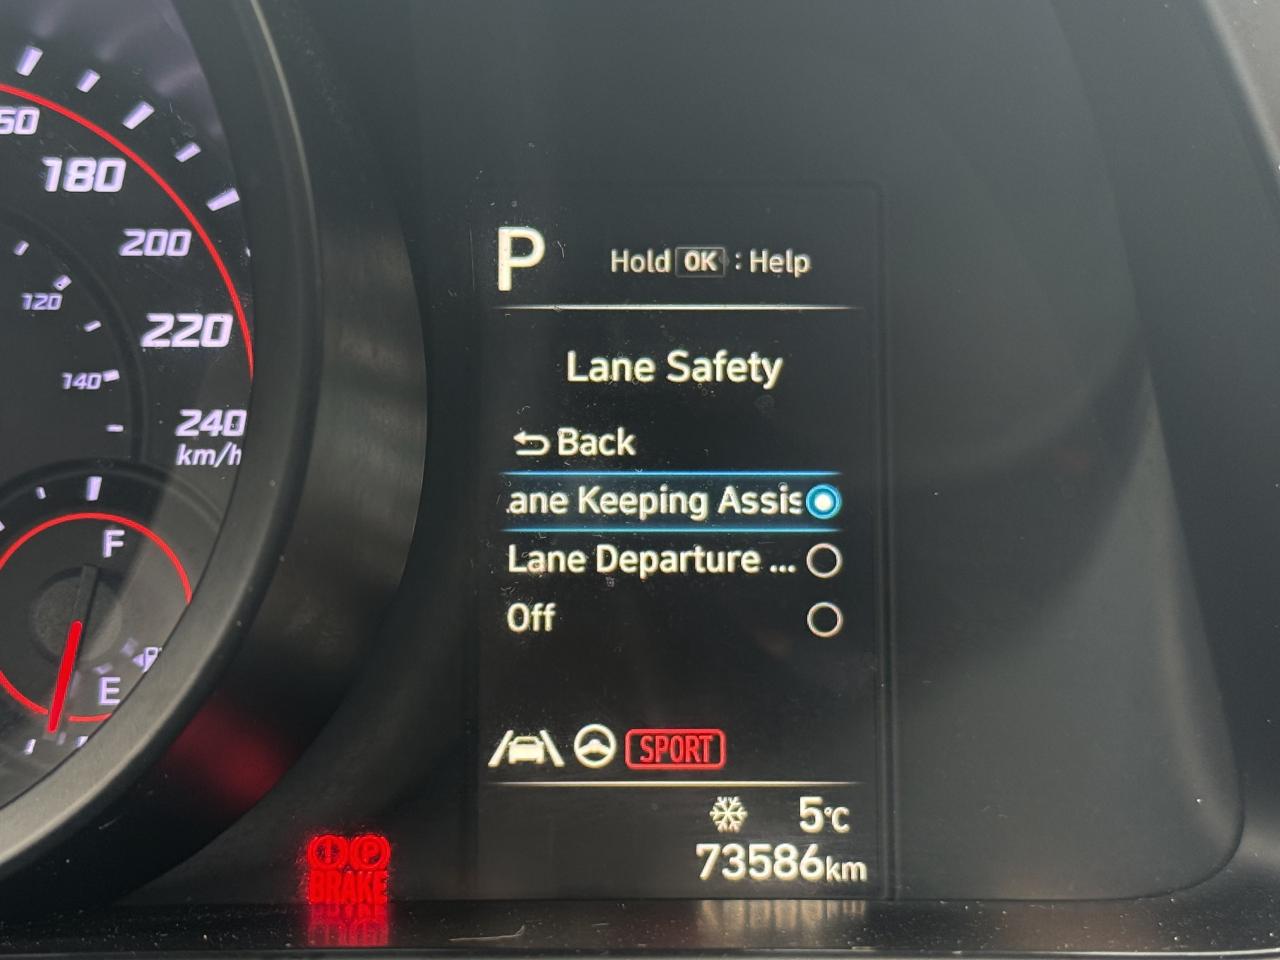 180
200
220
240
km/h
120
140
F
E
P
Hold OK : Help
Lane Safety
Back
ane Keeping Assis
Lane Departure ...
Off
SPORT
5°C
73586km
P
BRAKE